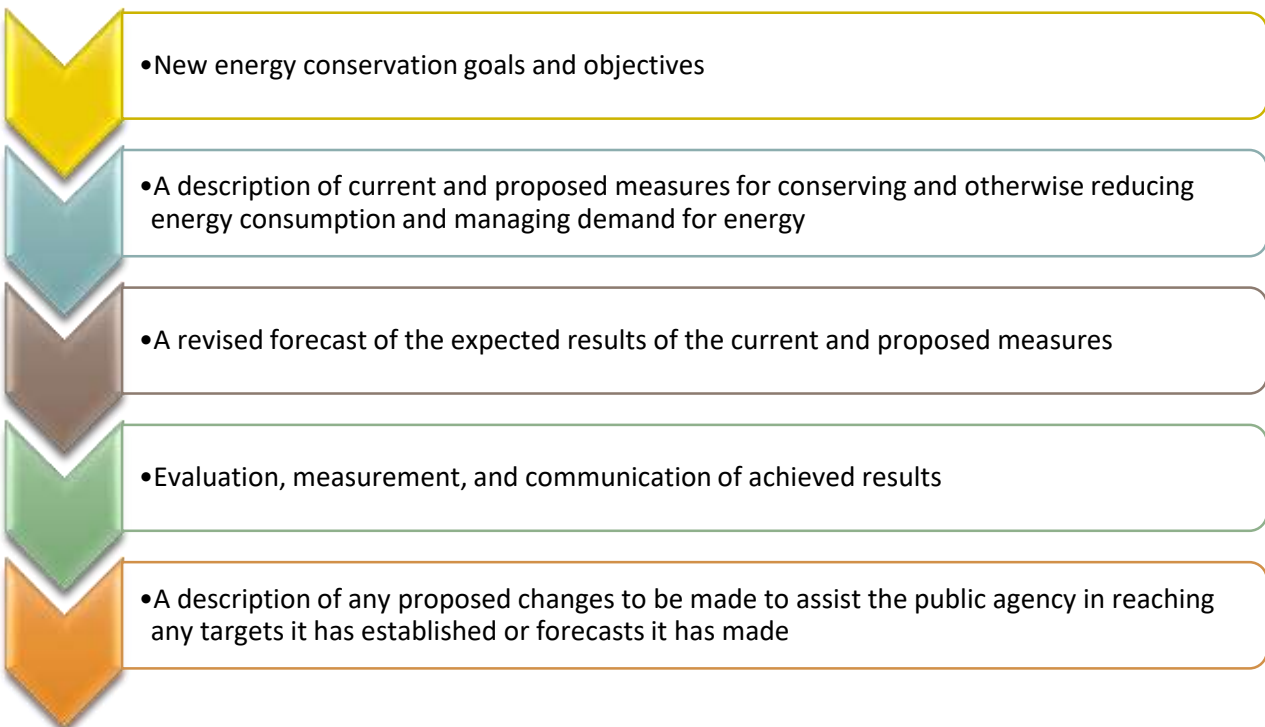 •New energy conservation goals and objectives
•A description of current and proposed measures for conserving and otherwise reducing
energy consumption and managing demand for energy
•A revised forecast of the expected results of the current and proposed measures
•Evaluation, measurement, and communication of achieved results
•A description of any proposed changes to be made to assist the public agency in reaching
any targets it has established or forecasts it has made